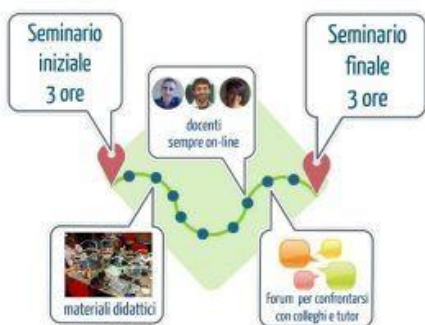 Seminario
iniziale
3 ore
Seminario
finale
3 ore
docenti
sempre on-line
materiali didattici
Forum per confrontarsi
con colleghi e tutor